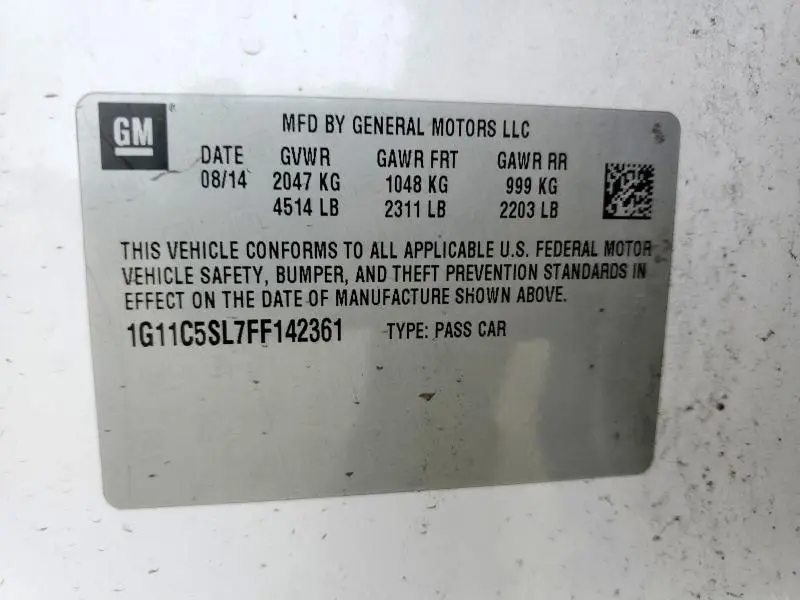 GM
MFD BY GENERAL MOTORS LLC
DATE GVWR GAWR FRT GAWR RR
08/14 2047 KG 1048 KG 999 KG
4514 LB 2311 LB 2203 LB
THIS VEHICLE CONFORMS TO ALL APPLICABLE U.S. FEDERAL MOTOR
VEHICLE SAFETY, BUMPER, AND THEFT PREVENTION STANDARDS IN
EFFECT ON THE DATE OF MANUFACTURE SHOWN ABOVE.
1G11C5SL7FF142361 TYPE: PASS CAR